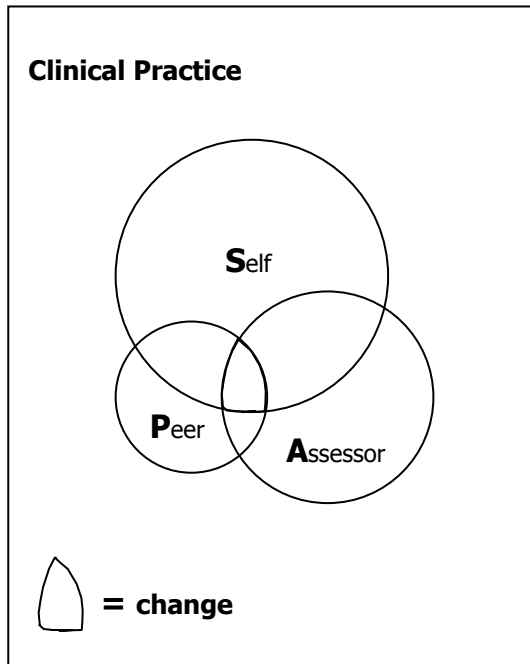 Clinical Practice
Self
Peer
Assessor
= change